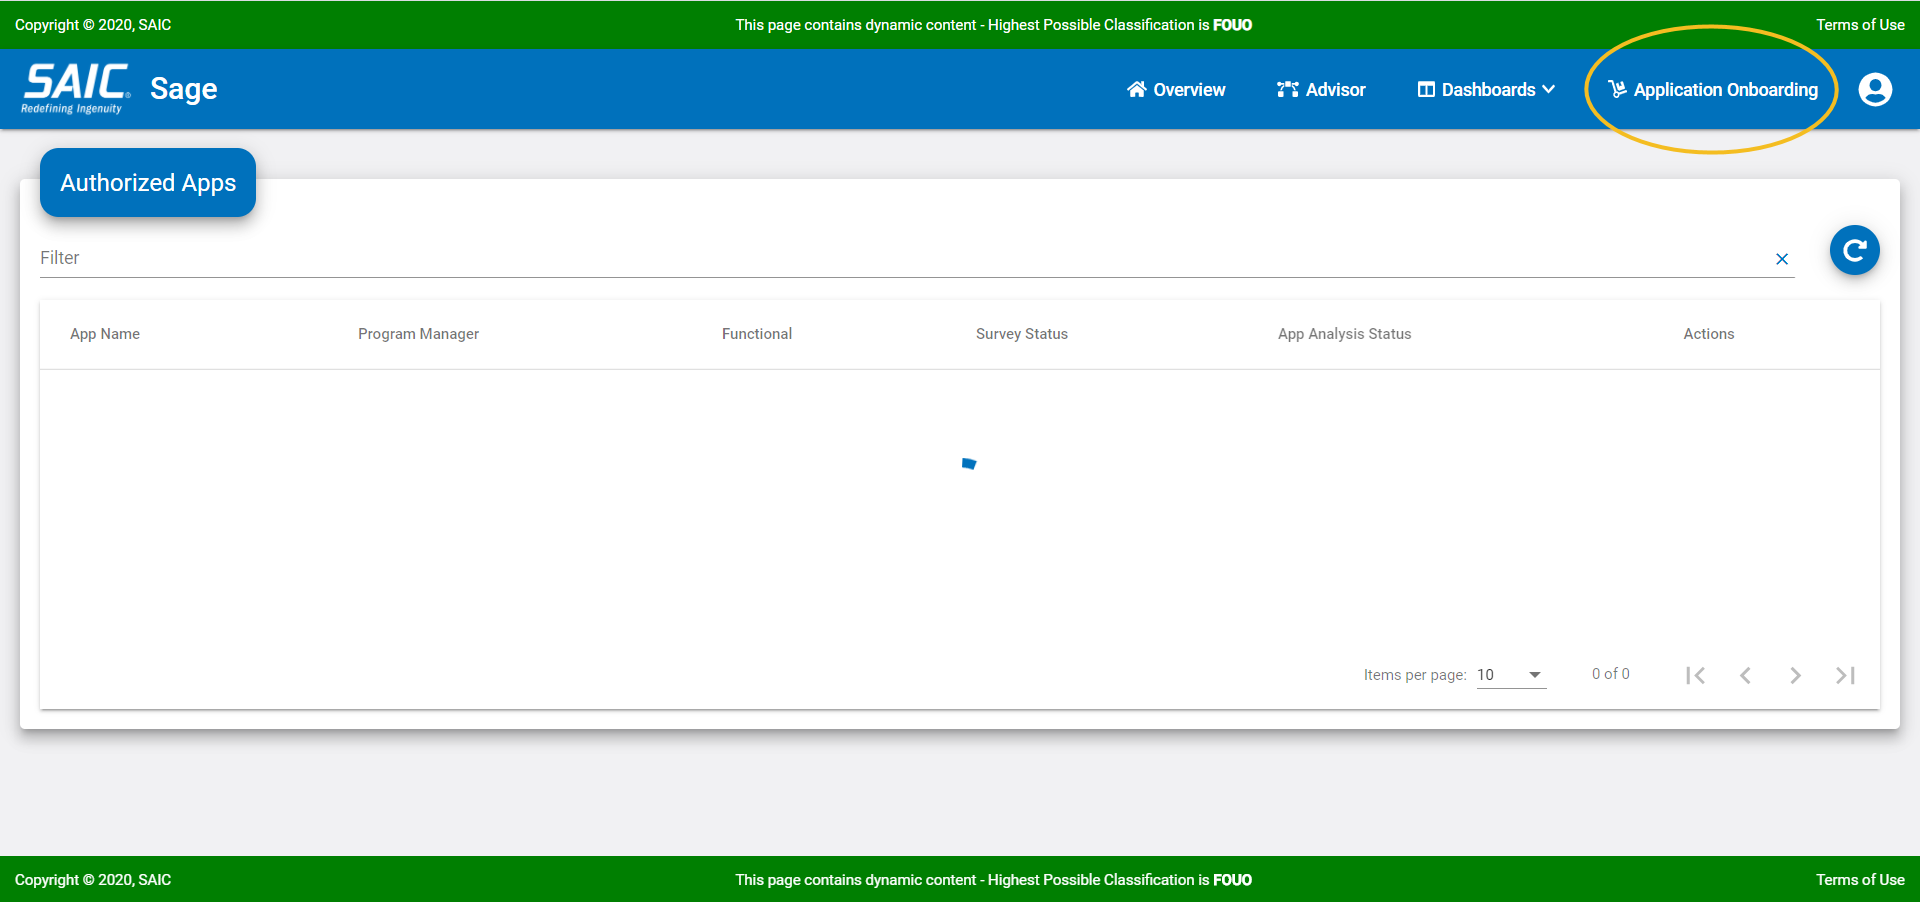 Copyright © 2020, SAIC
This page contains dynamic content - Highest Possible Classification is FOUO
Terms of Use
SAIC®
Redefining Ingenuity
Sage
Overview
Advisor
Dashboards
Application Onboarding
Authorized Apps
Filter
App Name
Program Manager
Functional
Survey Status
App Analysis Status
Actions
Items per page: 10
0 of 0
Copyright © 2020, SAIC
This page contains dynamic content - Highest Possible Classification is FOUO
Terms of Use